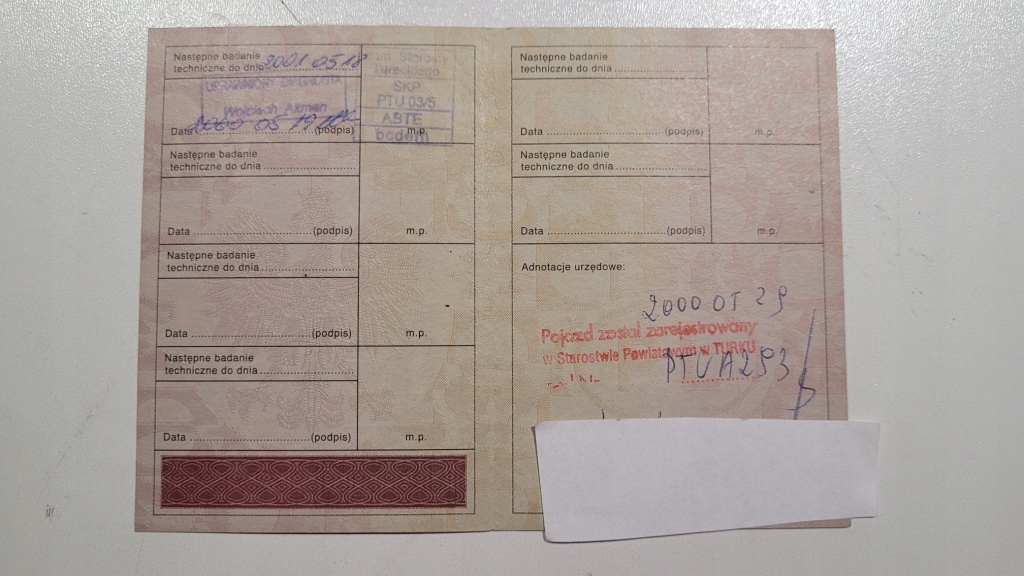 Następne badanie
techniczne do dnia 2001 05 18
Wojciech
Data 2000 05 19 (podpis) m.p.
SKP
PTU 03/5
ABTE
Następne badanie
techniczne do dnia
Data (podpis) m.p.
Następne badanie
techniczne do dnia
Data (podpis) m.p.
Następne badanie
techniczne do dnia
Data (podpis) m.p.
Następne badanie
techniczne do dnia
Data (podpis) m.p.
Następne badanie
techniczne do dnia
Data (podpis) m.p.
Adnotacje urzędowe:
2000 05 29
Pojazd został zarejestrowany
w Starostwie Powiatowym w TURKU
PTU A293